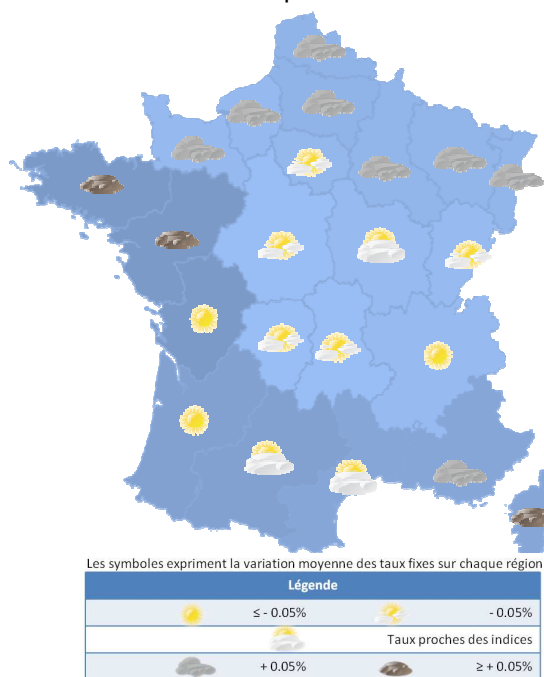 Les symboles expriment la variation moyenne des taux fixes sur chaque région
Légende
≤ - 0.05% - 0.05%
Taux proches des indices
+ 0.05% ≥ + 0.05%